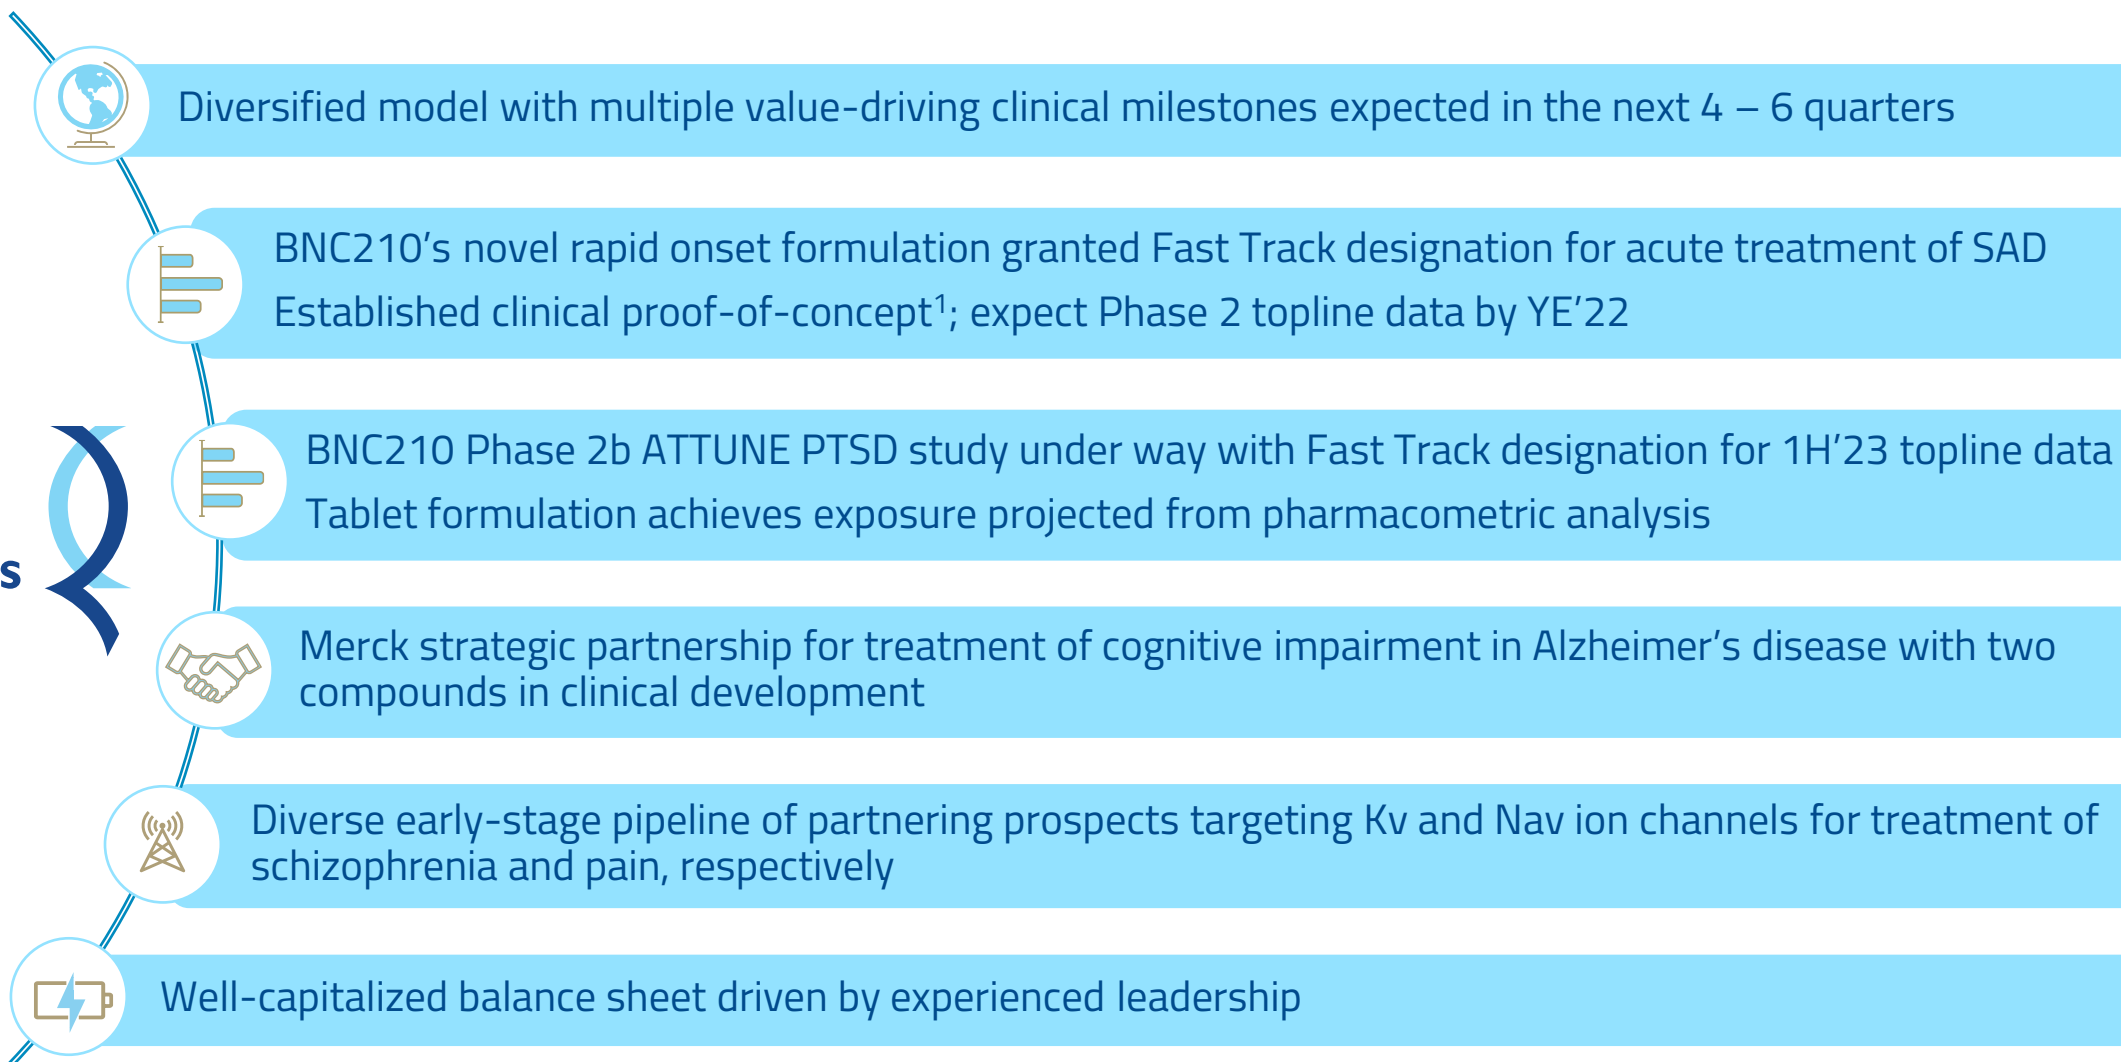 Diversified model with multiple value-driving clinical milestones expected in the next 4 – 6 quarters
BNC210’s novel rapid onset formulation granted Fast Track designation for acute treatment of SAD
Established clinical proof-of-concept¹; expect Phase 2 topline data by YE’22
BNC210 Phase 2b ATTUNE PTSD study under way with Fast Track designation for 1H’23 topline data
Tablet formulation achieves exposure projected from pharmacometric analysis
s
Merck strategic partnership for treatment of cognitive impairment in Alzheimer’s disease with two
compounds in clinical development
Diverse early-stage pipeline of partnering prospects targeting Kv and Nav ion channels for treatment of
schizophrenia and pain, respectively
Well-capitalized balance sheet driven by experienced leadership